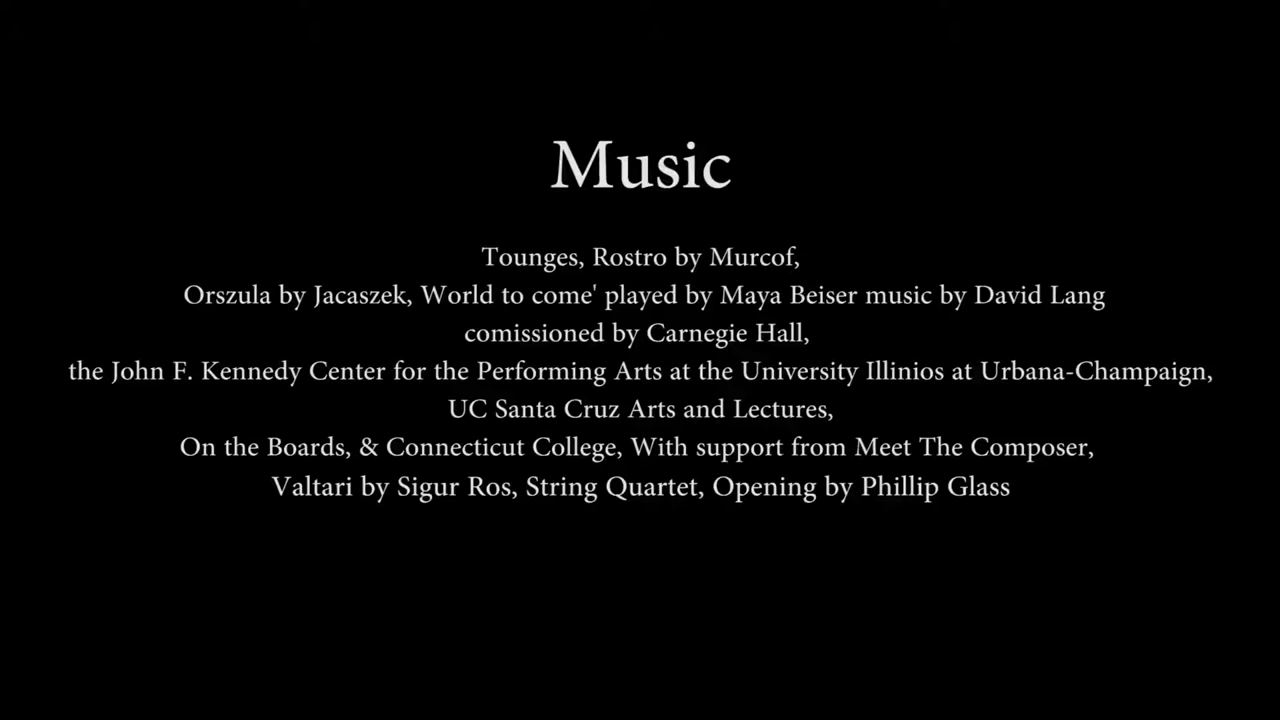 Music
Tounges, Rostro by Murcof,
Orszula by Jacaszek, World to come' played by Maya Beiser music by David Lang
comissioned by Carnegie Hall,
the John F. Kennedy Center for the Performing Arts at the University Illinios at Urbana-Champaign,
UC Santa Cruz Arts and Lectures,
On the Boards, & Connecticut College, With support from Meet The Composer,
Valtari by Sigur Ros, String Quartet, Opening by Phillip Glass